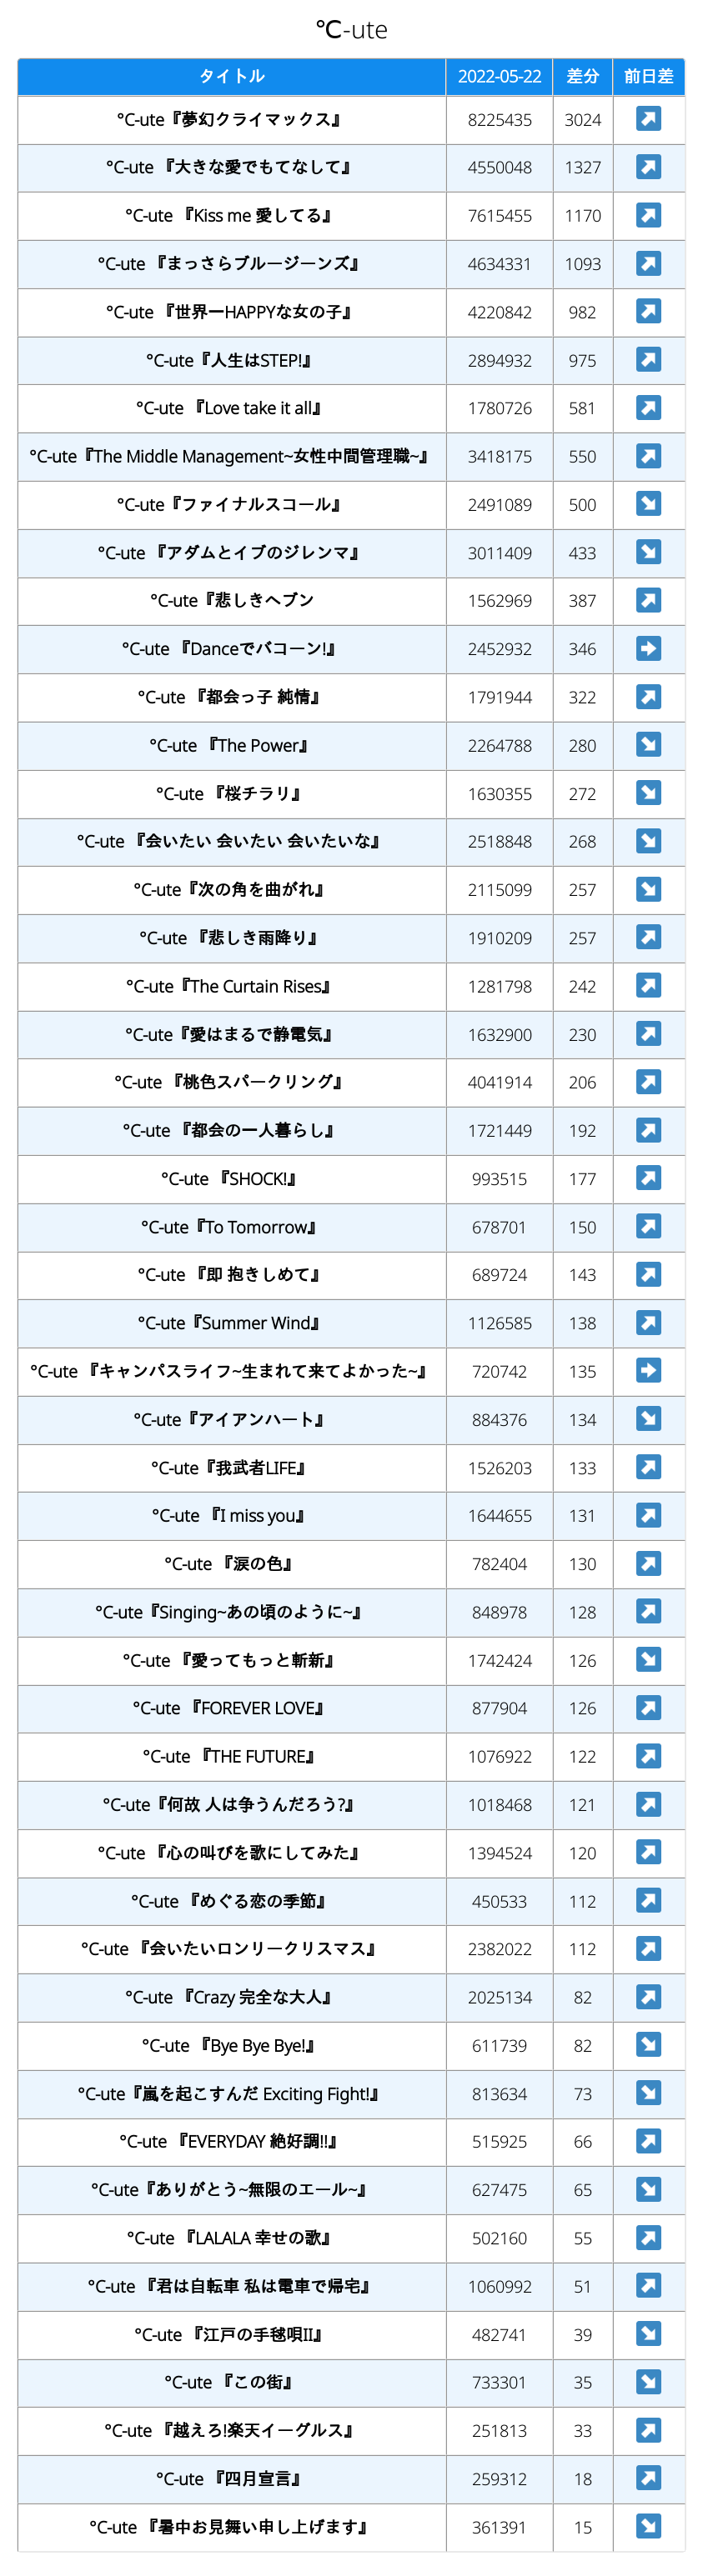 ℃-ute
タイトル 2022-05-22 差分 前日差
°C-ute『夢幻クライマックス』 8225435 3024 ↗
°C-ute 『大きな愛でもてなして』 4550048 1327 ↗
°C-ute 『Kiss me 愛してる』 7615455 1170 ↗
°C-ute 『まっさらブルージーンズ』 4634331 1093 ↗
°C-ute 『世界一HAPPYな女の子』 4220842 982 ↗
°C-ute『人生はSTEP!』 2894932 975 ↗
°C-ute 『Love take it all』 1780726 581 ↗
°C-ute『The Middle Management~女性中間管理職~』 3418175 550 ↗
°C-ute『ファイナルスコール』 2491089 500 ↘
°C-ute 『アダムとイブのジレンマ』 3011409 433 ↘
°C-ute『悲しきヘブン 1562969 387 ↗
°C-ute 『Danceでバコーン!』 2452932 346 ➡
°C-ute 『都会っ子 純情』 1791944 322 ↗
°C-ute 『The Power』 2264788 280 ↘
°C-ute 『桜チラリ』 1630355 272 ↘
°C-ute 『会いたい 会いたい 会いたいな』 2518848 268 ↘
°C-ute『次の角を曲がれ』 2115099 257 ↘
°C-ute 『悲しき雨降り』 1910209 257 ↗
°C-ute『The Curtain Rises』 1281798 242 ↗
°C-ute『愛はまるで静電気』 1632900 230 ↗
°C-ute 『桃色スパークリング』 4041914 206 ↗
°C-ute 『都会の一人暮らし』 1721449 192 ↗
°C-ute 『SHOCK!』 993515 177 ↗
°C-ute『To Tomorrow』 678701 150 ↗
°C-ute 『即 抱きしめて』 689724 143 ↗
°C-ute『Summer Wind』 1126585 138 ↗
°C-ute 『キャンパスライフ~生まれて来てよかった~』 720742 135 ➡
°C-ute『アイアンハート』 884376 134 ↘
°C-ute『我武者LIFE』 1526203 133 ↗
°C-ute 『I miss you』 1644655 131 ↗
°C-ute 『涙の色』 782404 130 ↗
°C-ute『Singing~あの頃のように~』 848978 128 ↗
°C-ute 『愛ってもっと斬新』 1742424 126 ↘
°C-ute 『FOREVER LOVE』 877904 126 ↗
°C-ute 『THE FUTURE』 1076922 122 ↗
°C-ute『何故 人は争うんだろう?』 1018468 121 ↗
°C-ute 『心の叫びを歌にしてみた』 1394524 120 ↗
°C-ute 『めぐる恋の季節』 450533 112 ↗
°C-ute 『会いたいロンリークリスマス』 2382022 112 ↗
°C-ute 『Crazy 完全な大人』 2025134 82 ↗
°C-ute 『Bye Bye Bye!』 611739 82 ↘
°C-ute『嵐を起こすんだ Exciting Fight!』 813634 73 ↘
°C-ute 『EVERYDAY 絶好調!!』 515925 66 ↗
°C-ute『ありがとう~無限のエール~』 627475 65 ↘
°C-ute 『LALALA 幸せの歌』 502160 55 ↗
°C-ute 『君は自転車 私は電車で帰宅』 1060992 51 ↗
°C-ute 『江戸の手毬唄II』 482741 39 ↘
°C-ute 『この街』 733301 35 ↘
°C-ute 『越えろ!楽天イーグルス』 251813 33 ↗
°C-ute 『四月宣言』 259312 18 ↗
°C-ute 『暑中お見舞い申し上げます』 361391 15 ↘